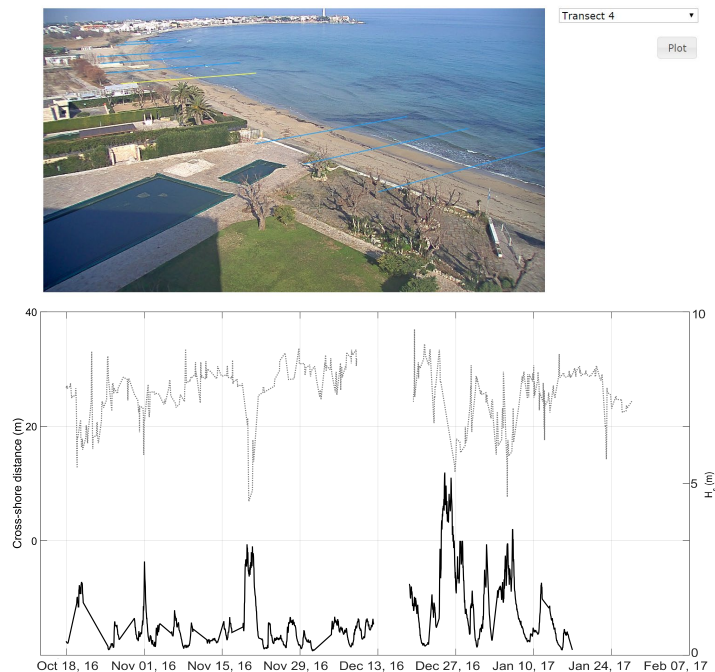 Transect 4
Plot
40
10
20
5
0
0
Cross-shore distance (m)
(m)
Oct 18, 16 Nov 01, 16 Nov 15, 16 Nov 29, 16 Dec 13, 16 Dec 27, 16 Jan 10, 17 Jan 24, 17 Feb 07, 17